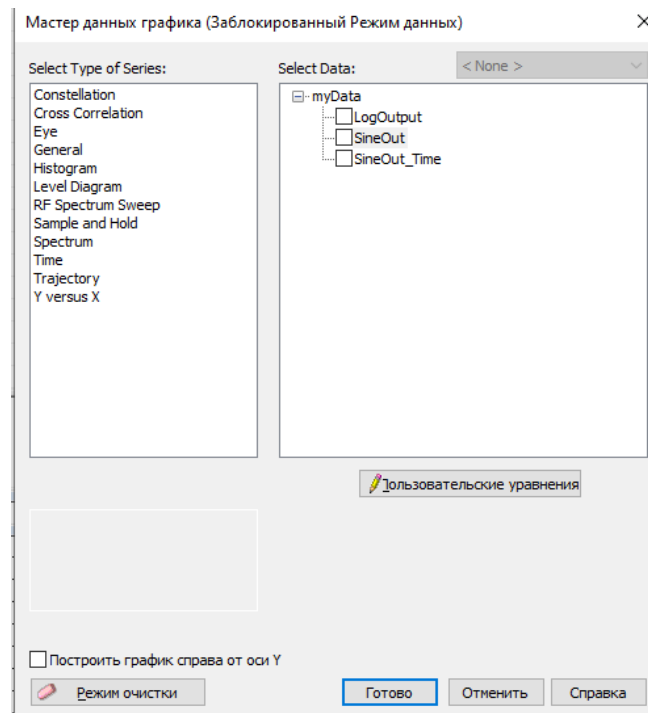 Мастер данных графика (Заблокированный Режим данных)
Select Type of Series:
Select Data:
< None >
Constellation
Cross Correlation
Eye
General
Histogram
Level Diagram
RF Spectrum Sweep
Sample and Hold
Spectrum
Time
Trajectory
Y versus X
myData
LogOutput
SineOut
SineOut_Time
Пользовательские уравнения
Построить график справа от оси Y
Режим очистки
Готово
Отменить
Справка